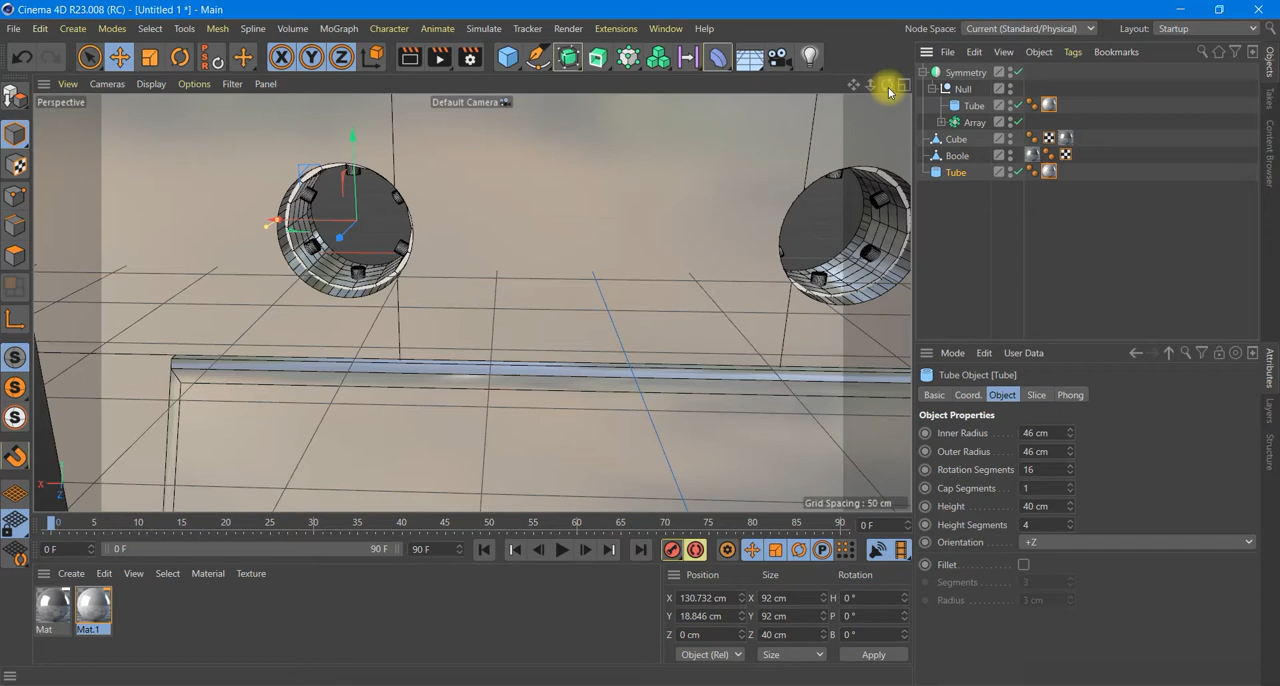 Cinema 4D R23.008 (RC) - [Untitled 1 *] - Main
File Edit Create Modes Select Tools Mesh Spline Volume MoGraph Character Animate Simulate Tracker Render Extensions Window Help
Node Space: Current (Standard/Physical) Layout: Startup
PSR
X Y Z
File Edit View Object Tags Bookmarks
View Cameras Display Options Filter Panel
Perspective
Default Camera
Symmetry
Null
Tube
Array
Cube
Boole
Tube
Objects
Takes
Content Browser
Mode Edit User Data
Tube Object [Tube]
Basic Coord. Object Slice Phong
Object Properties
Inner Radius 46 cm
Outer Radius 46 cm
Rotation Segments 16
Cap Segments 1
Height 40 cm
Height Segments 4
Orientation +Z
Fillet
Segments 3
Radius 3 cm
Attributes
Layers
Structure
Y
X
Z
Grid Spacing : 50 cm
0 5 10 15 20 25 30 35 40 45 50 55 60 65 70 75 80 85 90 0 F
0 F 0 F 90 F 90 F
Create Edit View Select Material Texture
Mat
Mat.1
Position Size Rotation
X 130.732 cm X 92 cm H 0 °
Y 18.846 cm Y 92 cm P 0 °
Z 0 cm Z 40 cm B 0 °
Object (Rel) Size Apply